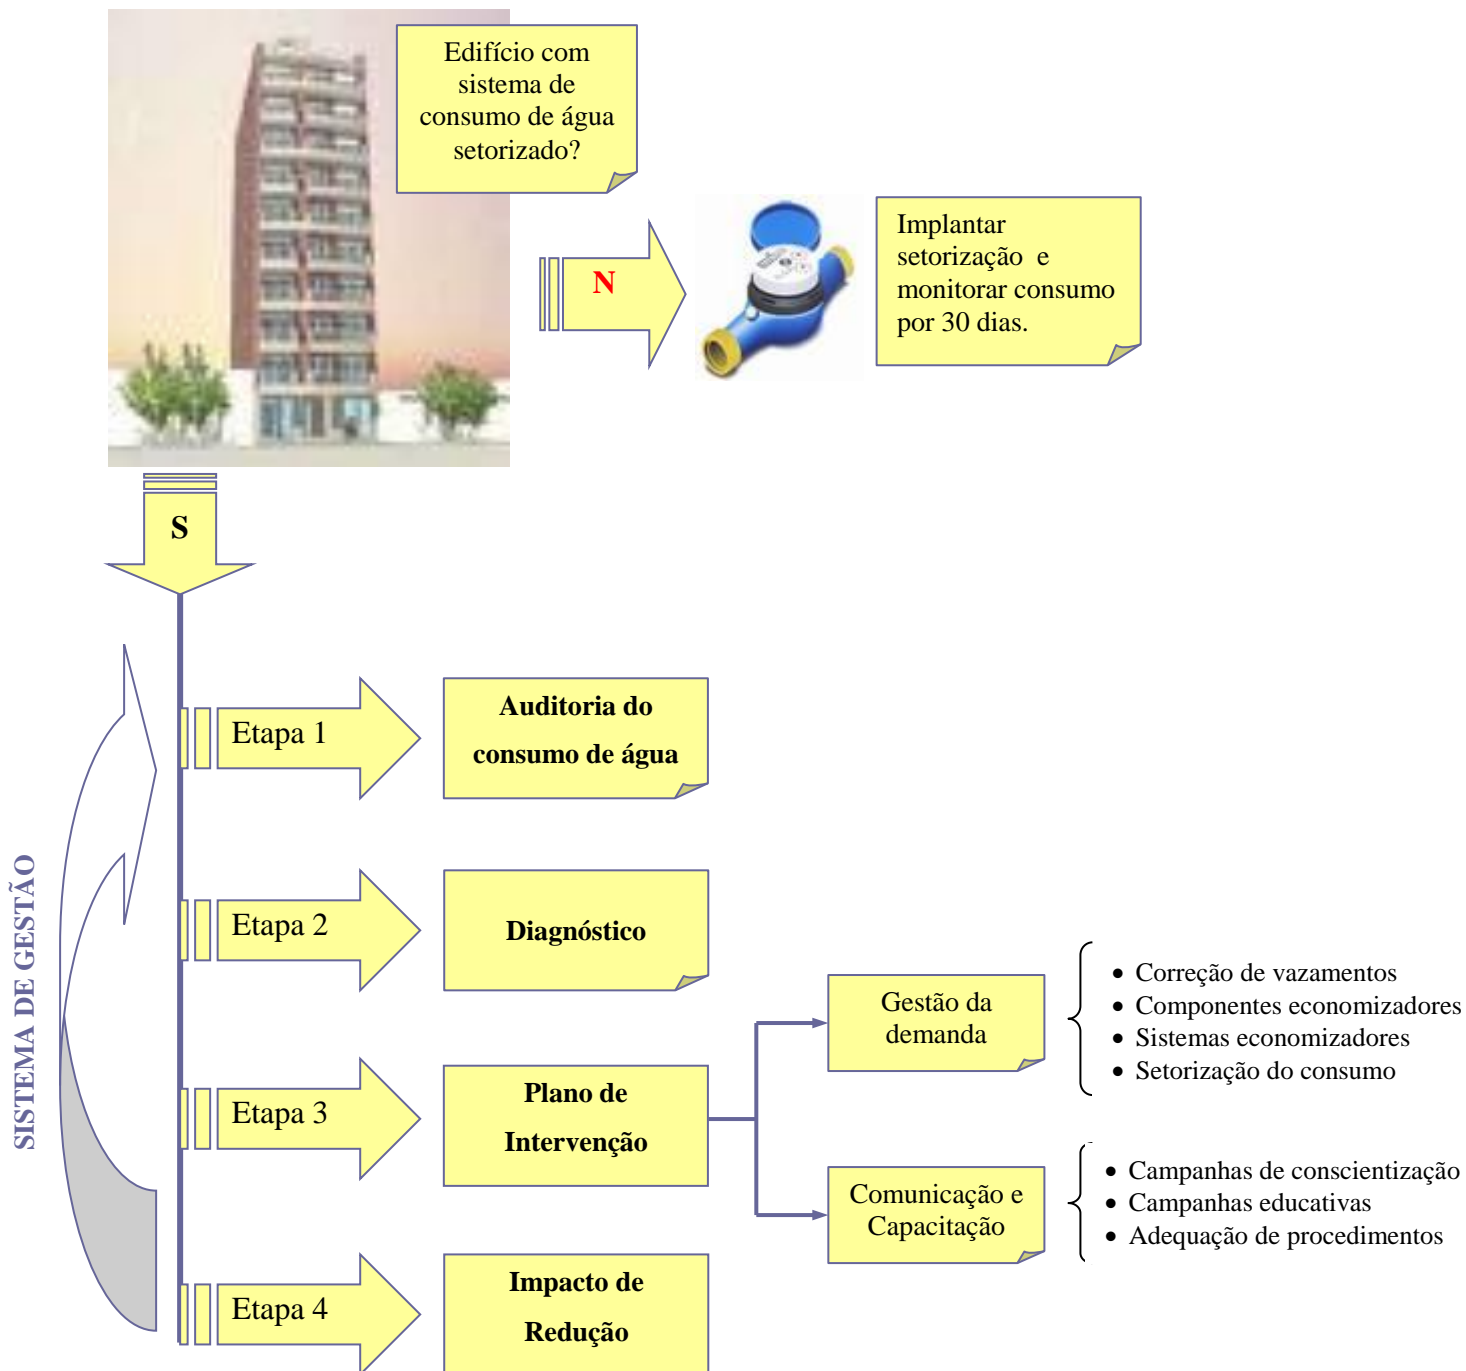 Edifício com
sistema de
consumo de água
setorizado?
N
Implantar
setorização e
monitorar consumo
por 30 dias.
S
SISTEMA DE GESTÃO
Etapa 1
Auditoria do
consumo de água
Etapa 2
Diagnóstico
Etapa 3
Plano de
Intervenção
Gestão da
demanda
• Correção de vazamentos
• Componentes economizadores
• Sistemas economizadores
• Setorização do consumo
Comunicação e
Capacitação
• Campanhas de conscientização
• Campanhas educativas
• Adequação de procedimentos
Etapa 4
Impacto de
Redução